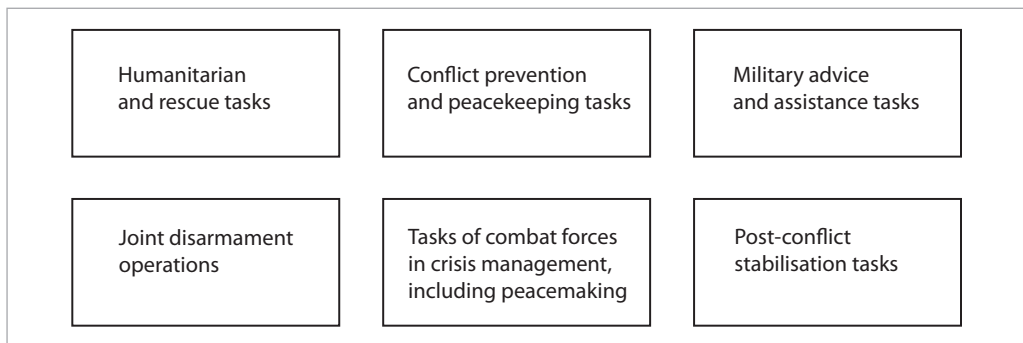 Humanitarian
and rescue tasks
Conflict prevention
and peacekeeping tasks
Military advice
and assistance tasks
Joint disarmament
operations
Tasks of combat forces
in crisis management,
including peacemaking
Post-conflict
stabilisation tasks